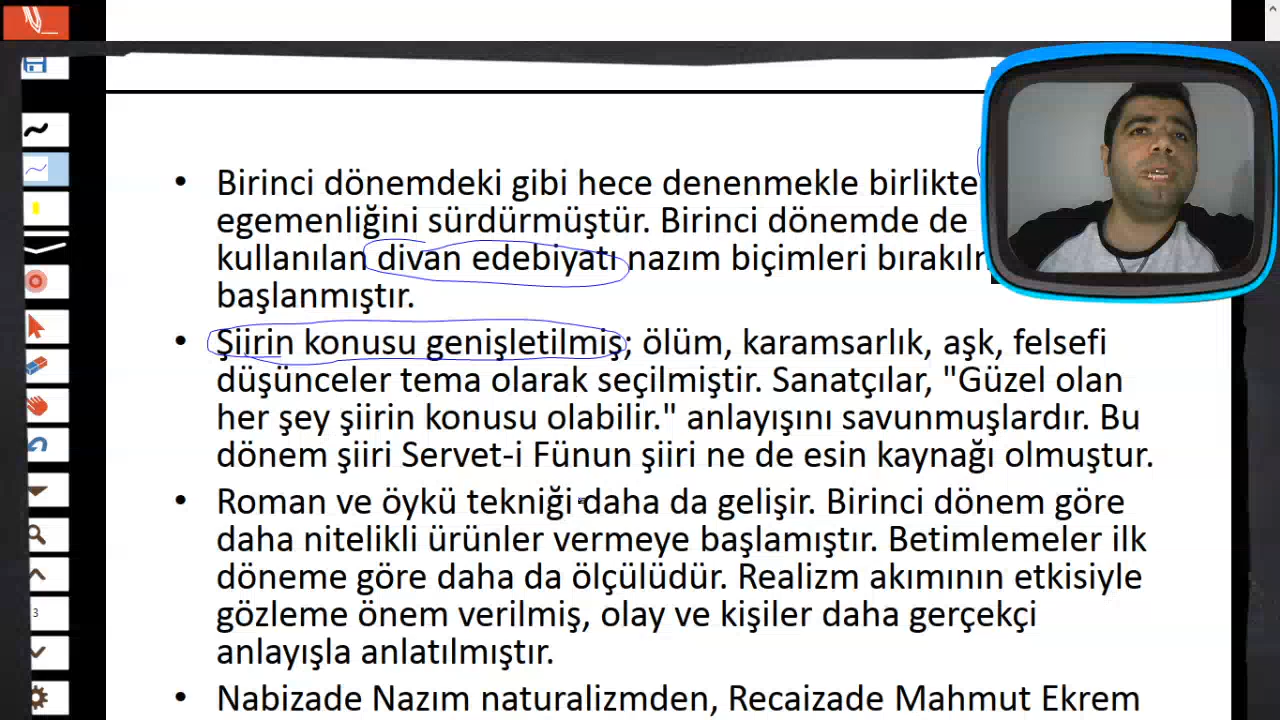 • Birinci dönemdeki gibi hece denenmekle birlikte
egemenliğini sürdürmüştür. Birinci dönemde de
kullanılan divan edebiyatı nazım biçimleri
başlanmıştır.
• Şiirin konusu genişletilmiş; ölüm, karamsarlık, aşk, felsefi
düşünceler tema olarak seçilmiştir. Sanatçılar, "Güzel olan
her şey şiirin konusu olabilir." anlayışını savunmuşlardır. Bu
dönem şiiri Servet-i Fünun şiiri ne de esin kaynağı olmuştur.
• Roman ve öykü tekniği daha da gelişir. Birinci dönem göre
daha nitelikli ürünler vermeye başlamıştır. Betimlemeler ilk
döneme göre daha da ölçülüdür. Realizm akımının etkisiyle
gözleme önem verilmiş, olay ve kişiler daha gerçekçi
anlayışla anlatılmıştır.
• Nabizade Nazım naturalizmden, Recaizade Mahmut Ekrem
3